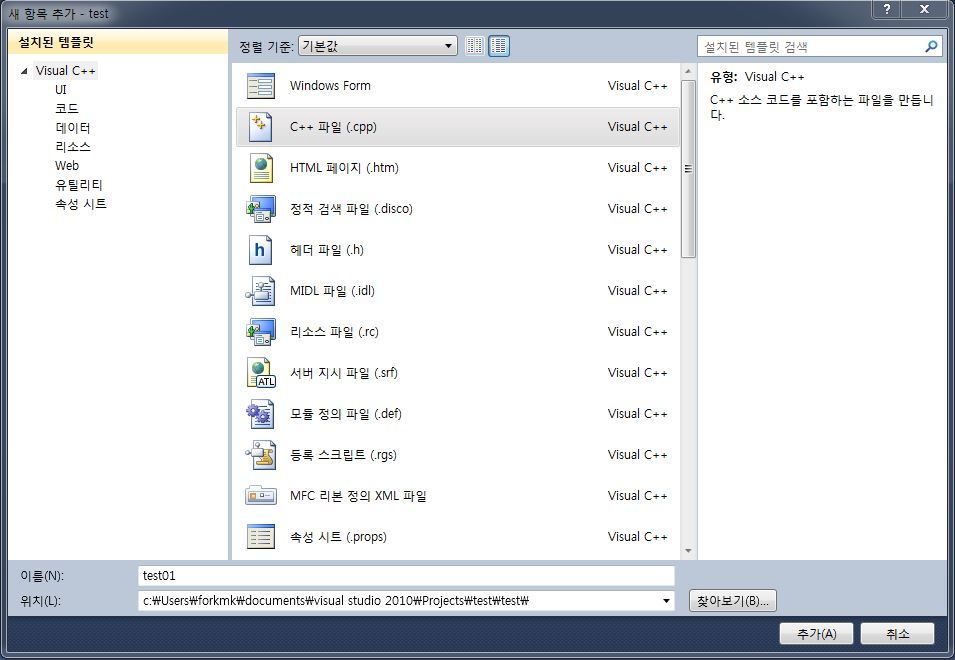 새 항목 추가 - test
설치된 템플릿
Visual C++
UI
코드
데이터
리소스
Web
유틸리티
속성 시트
정렬 기준: 기본값
Windows Form Visual C++
C++ 파일 (.cpp) Visual C++
HTML 페이지 (.htm) Visual C++
정적 검색 파일 (.disco) Visual C++
헤더 파일 (.h) Visual C++
MIDL 파일 (.idl) Visual C++
리소스 파일 (.rc) Visual C++
서버 지시 파일 (.srf) Visual C++
모듈 정의 파일 (.def) Visual C++
등록 스크립트 (.rgs) Visual C++
MFC 리본 정의 XML 파일 Visual C++
속성 시트 (.props) Visual C++
h
ATL
설치된 템플릿 검색
유형: Visual C++
C++ 소스 코드를 포함하는 파일을 만듭니
다.
이름(N): test01
위치(L): c:₩Users₩forkmk₩documents₩visual studio 2010₩Projects₩test₩test₩ 찾아보기(B)...
추가(A) 취소